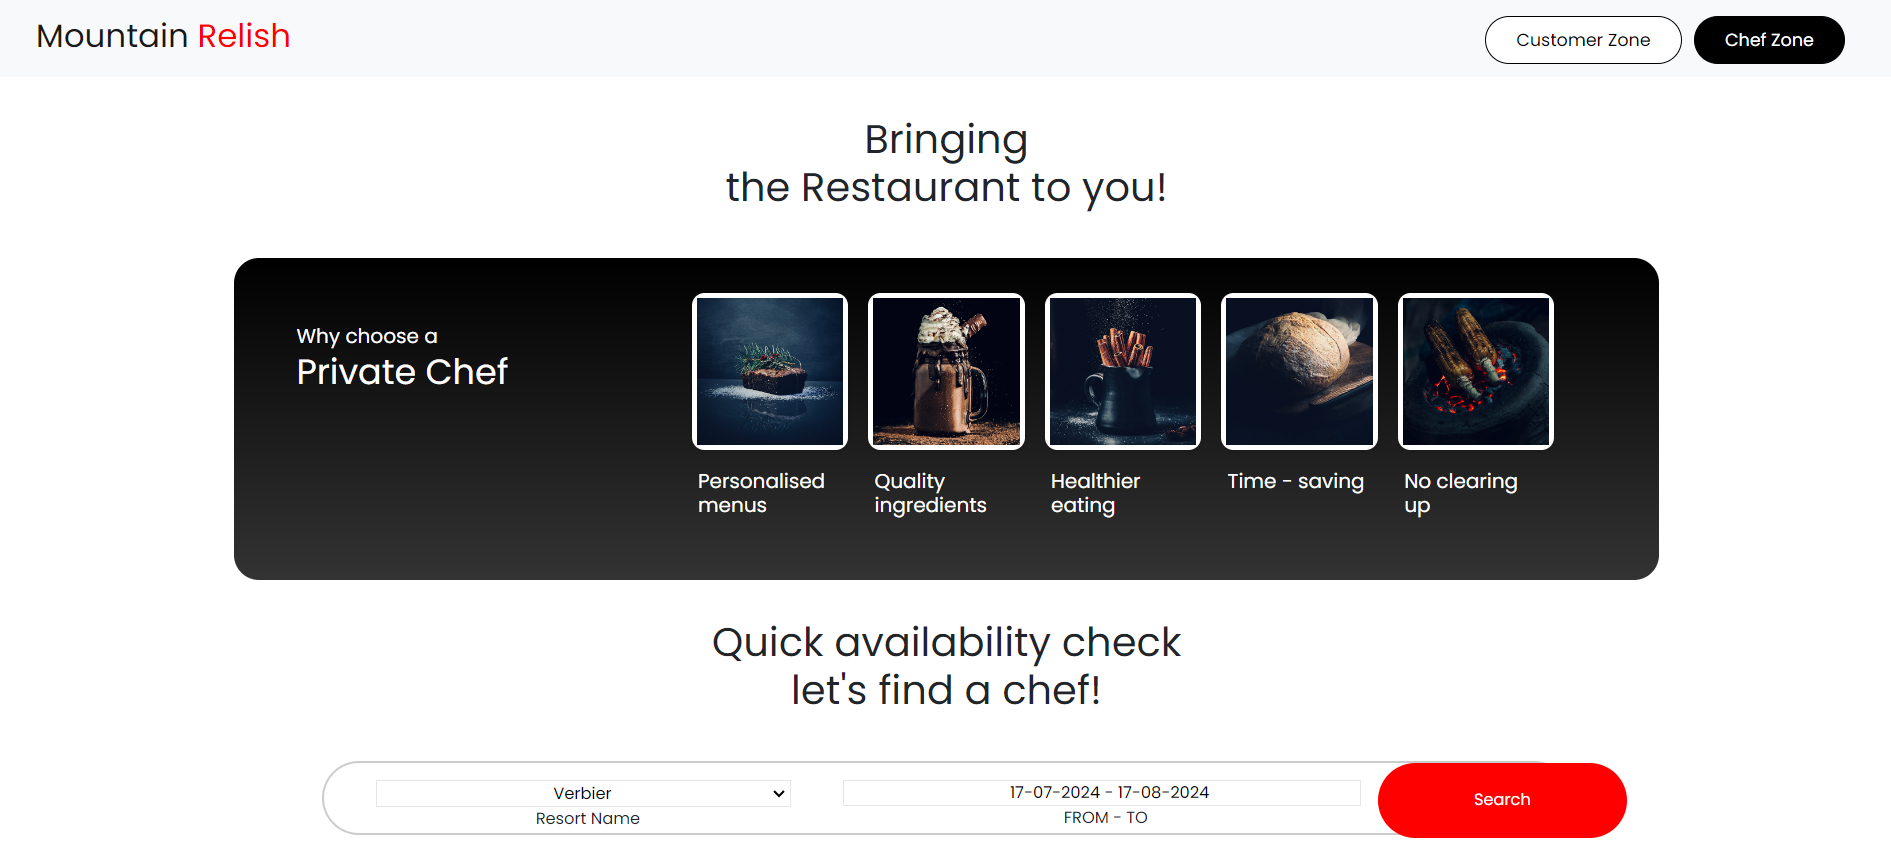 Mountain Relish
Customer Zone
Chef Zone
Bringing
the Restaurant to you!
Why choose a
Private Chef
Personalised
menus
Quality
ingredients
Healthier
eating
Time - saving
No clearing
up
Quick availability check
let's find a chef!
Verbier
Resort Name
17-07-2024 - 17-08-2024
FROM - TO
Search